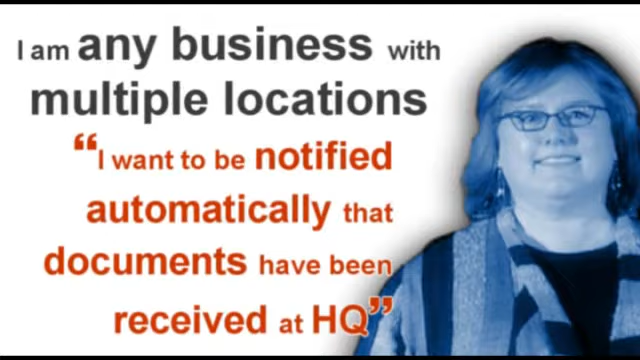 I am any business with
multiple locations
“I want to be notified
automatically that
documents have been
received at HQ”